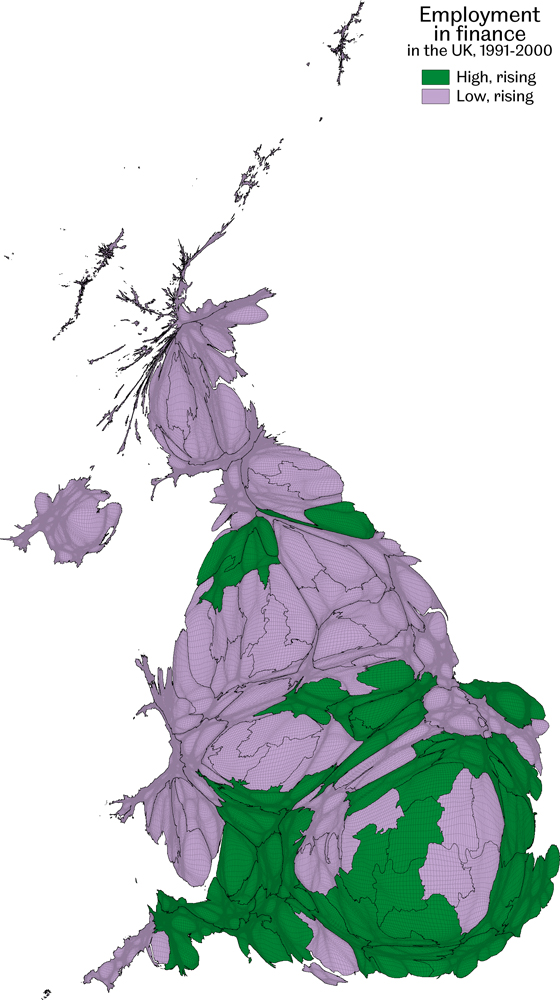 Employment
in finance
in the UK, 1991-2000
High, rising
Low, rising